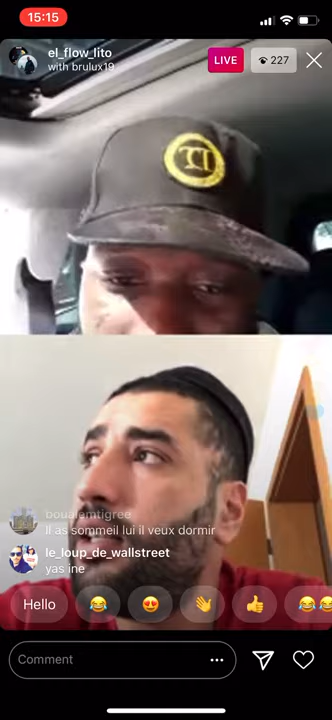 15:15
el_flow_lito
with brulux19..
LIVE
227
TI
boualemtigree
Il as sommeil lui il veux dormir
le_loup_de_wallstreet
yas ine
Hello
Comment